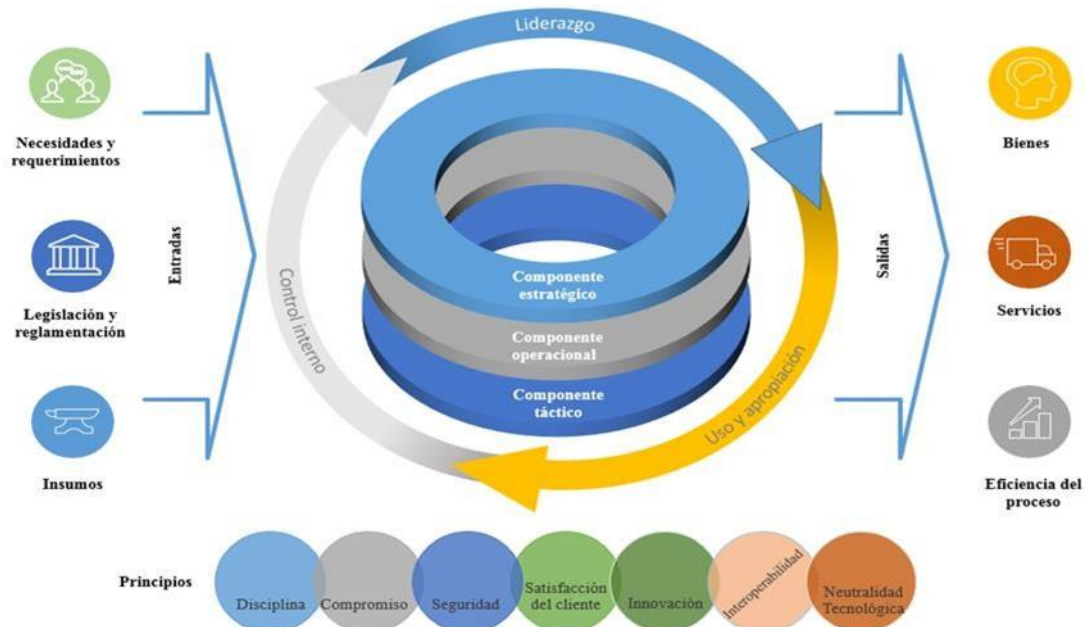 Necesidades y
requerimientos
Legislación y
reglamentación
Insumos
Entradas
Liderazgo
Control interno
Uso y apropiación
Componente
estratégico
Componente
operacional
Componente
táctico
Salidas
Bienes
Servicios
Eficiencia del
proceso
Principios
Disciplina
Compromiso
Seguridad
Satisfacción
del cliente
Innovación
Interoperabilidad
Neutralidad
Tecnológica